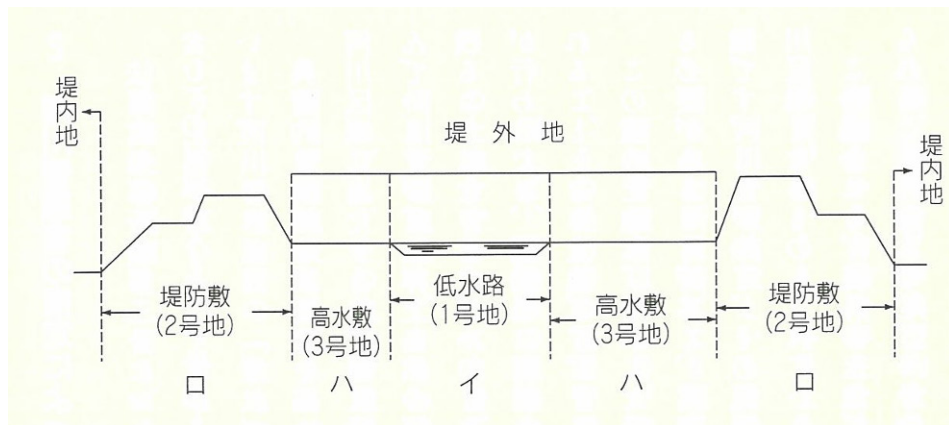 堤内地
堤外地
堤内地
堤防敷
(2号地)
高水敷
(3号地)
低水路
(1号地)
高水敷
(3号地)
堤防敷
(2号地)
ロ
ハ
イ
ハ
ロ